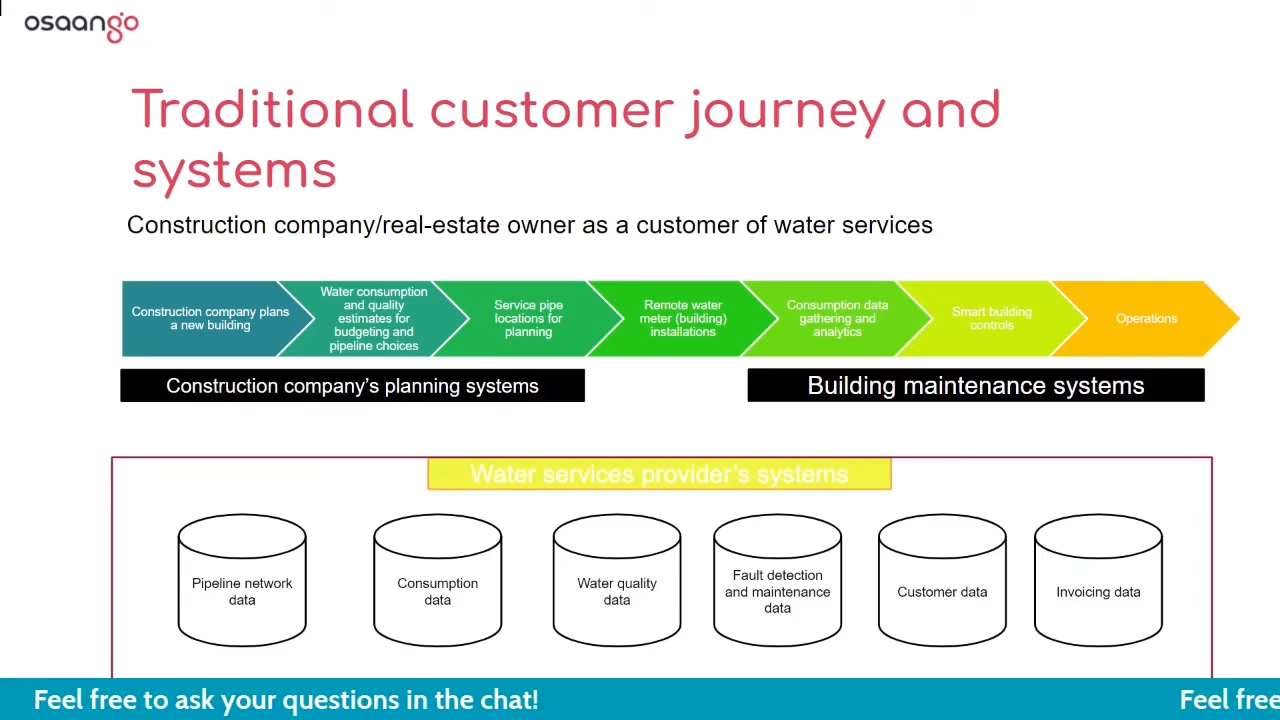 osaango
Traditional customer journey and
systems
Construction company/real-estate owner as a customer of water services
Construction company plans
a new building
Water consumption
and quality
estimates for
budgeting and
pipeline choices
Service pipe
locations for
planning
Remote water
meter (building)
installations
Consumption data
gathering and
analytics
Smart building
controls
Operations
Construction company's planning systems
Building maintenance systems
Water services provider's systems
Pipeline network
data
Consumption
data
Water quality
data
Fault detection
and maintenance
data
Customer data
Invoicing data
Feel free to ask your questions in the chat!
Feel free